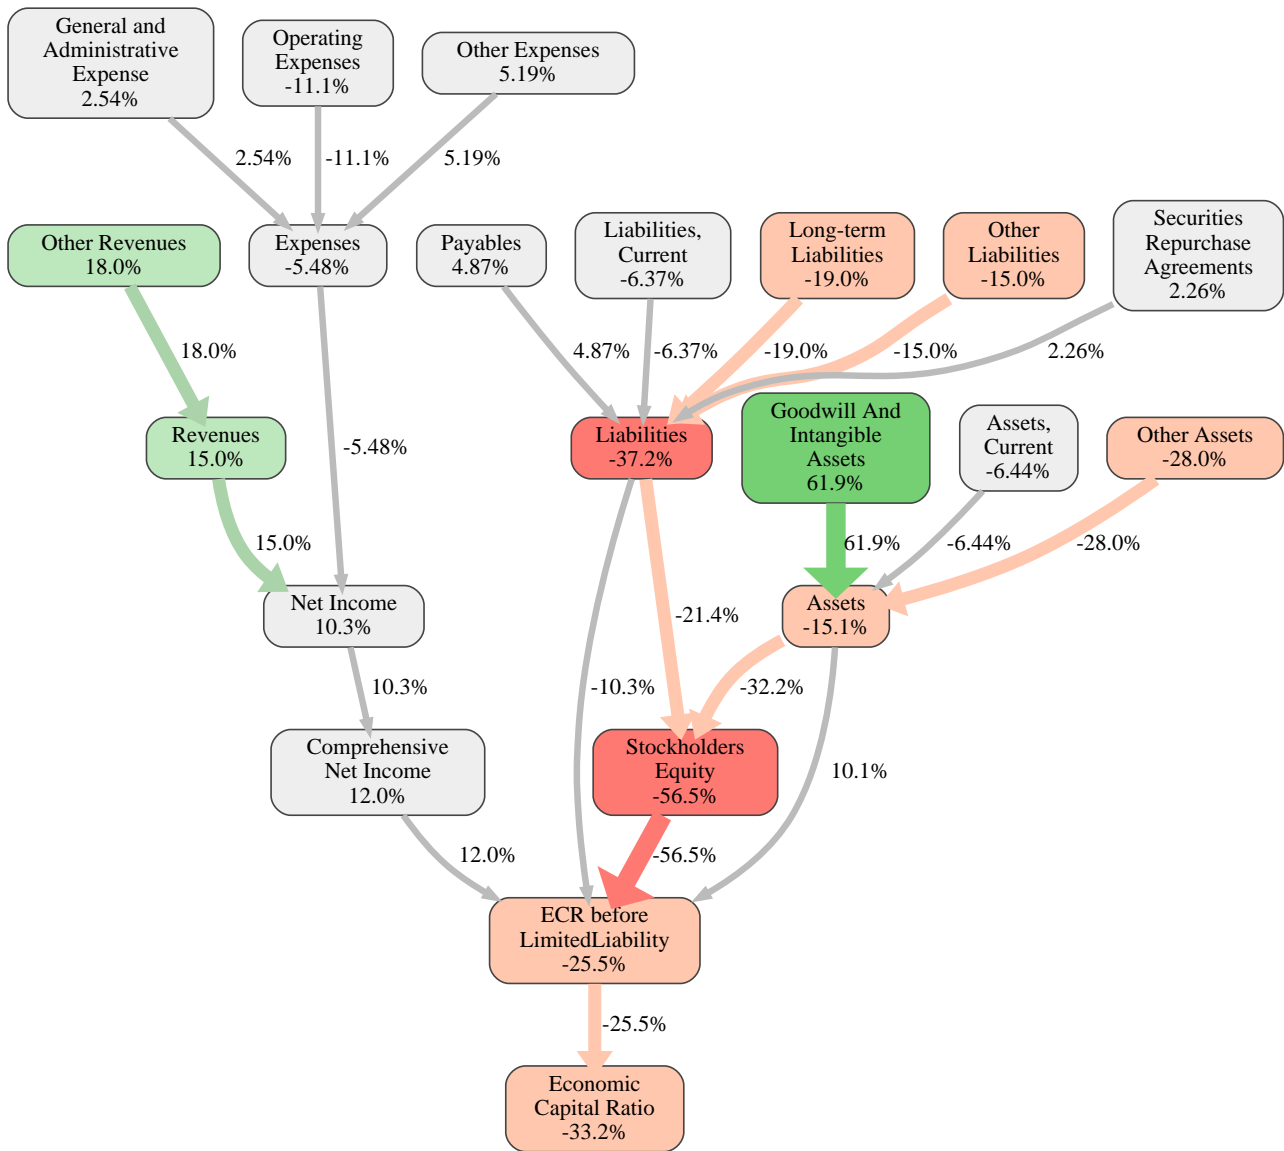 General and
Administrative
Expense
2.54%
Operating
Expenses
-11.1%
Other Expenses
5.19%
2.54%
-11.1%
5.19%
Other Revenues
18.0%
Expenses
-5.48%
Payables
4.87%
Liabilities,
Current
-6.37%
Long-term
Liabilities
-19.0%
Other
Liabilities
-15.0%
Securities
Repurchase
Agreements
2.26%
18.0%
4.87%
-6.37%
-19.0%
-15.0%
2.26%
Revenues
15.0%
-5.48%
Liabilities
-37.2%
Goodwill And
Intangible
Assets
61.9%
Assets,
Current
-6.44%
Other Assets
-28.0%
15.0%
61.9%
-6.44%
-28.0%
Net Income
10.3%
-21.4%
Assets
-15.1%
10.3%
-10.3%
-32.2%
Comprehensive
Net Income
12.0%
Stockholders
Equity
-56.5%
10.1%
12.0%
-56.5%
ECR before
LimitedLiability
-25.5%
-25.5%
Economic
Capital Ratio
-33.2%